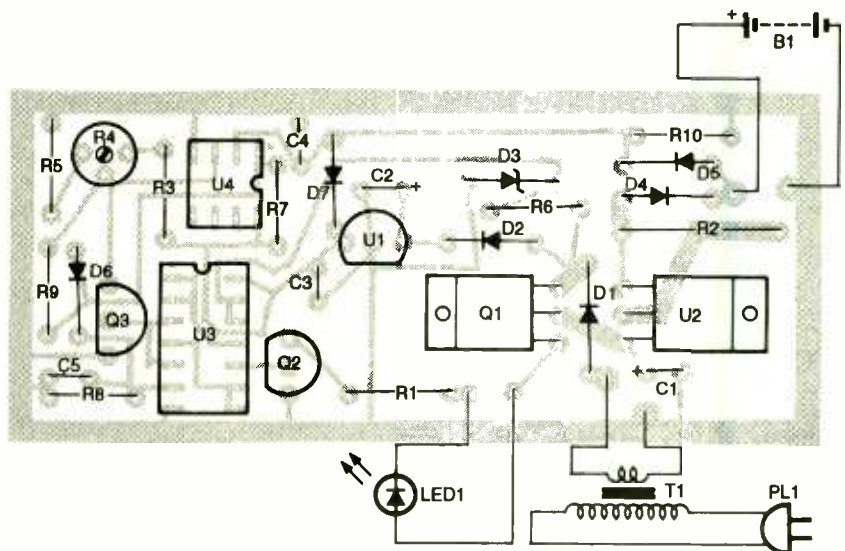 +
B1
R4
R5
R3
U4
C4
R7
D7
C2
+
D3
R6
D2
R10
D5
D4
R2
R9
D6
Q3
U3
C3
U1
Q2
Q1
D1
U2
C5
R8
R1
+
C1
LED1
T1
PL1